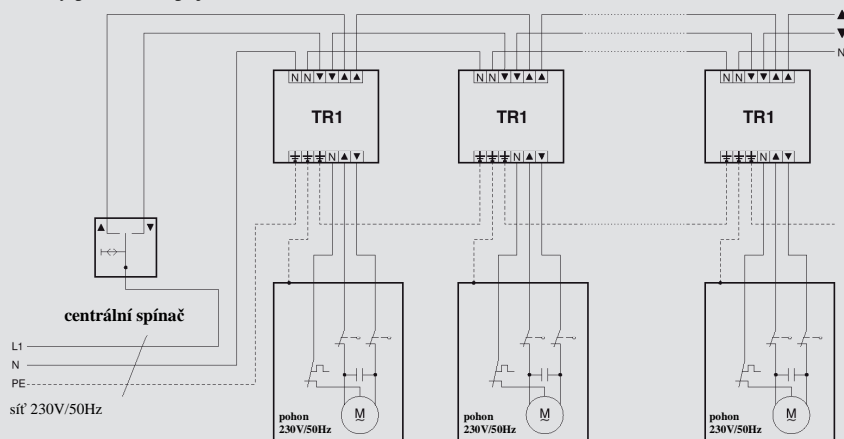 ▲
▼
N
N N ▼ ▼ ▲ ▲
N N ▼ ▼ ▲ ▲
N N ▼ ▼ ▲ ▲
TR1
TR1
TR1
N ▲ ▼
N ▲ ▼
N ▲ ▼
▲ ▼
centrální spínač
L1
N
PE
síť 230V/50Hz
pohon
230V/50Hz
M
~
pohon
230V/50Hz
M
~
pohon
230V/50Hz
M
~